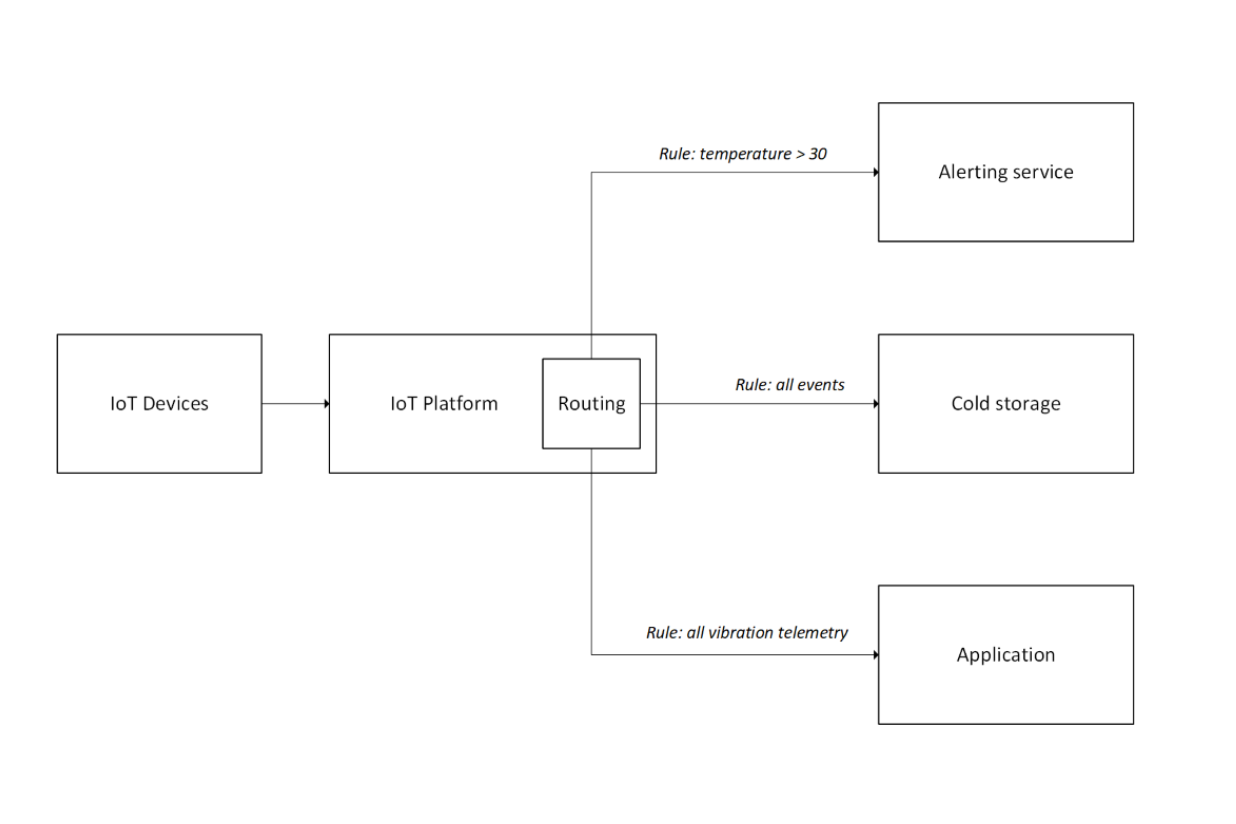 Rule: temperature > 30
Alerting service
IoT Devices
IoT Platform
Routing
Rule: all events
Cold storage
Rule: all vibration telemetry
Application